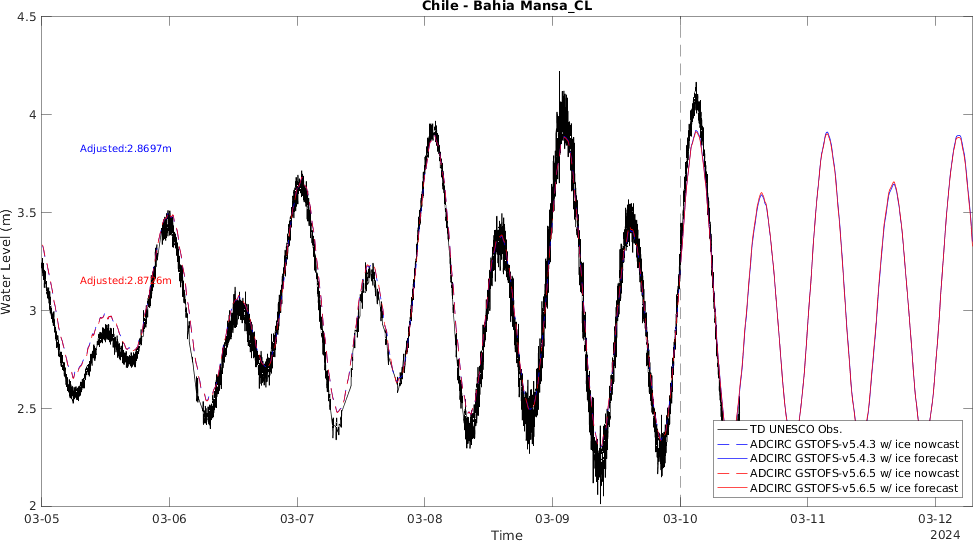 Chile - Bahia Mansa_CL
4.5
4
3.5
3
2.5
2
Water Level (m)
Adjusted:2.8697m
TD UNESCO Obs.
ADCIRC GSTOFS-v5.4.3 w/ ice nowcast
ADCIRC GSTOFS-v5.4.3 w/ ice forecast
ADCIRC GSTOFS-v5.6.5 w/ ice nowcast
ADCIRC GSTOFS-v5.6.5 w/ ice forecast
03-05
03-06
03-07
03-08
03-09
03-10
03-11
03-12
Time
2024